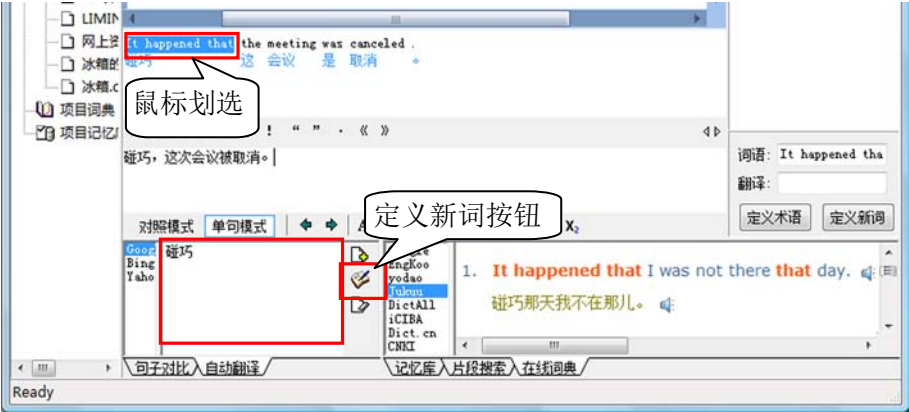 LIMIN
网上资
It happened that the meeting was canceled .
碰巧 这 会议 是 取消 。
冰箱的
冰箱.c
鼠标划选
项目词典
项目记忆
! “ ” · 《 》
碰巧，这次会议被取消。
词语: It happened tha
翻译:
定义术语 定义新词
定义新词按钮
对照模式 单句模式 X₂
Goog
Bing
Yaho
碰巧
EngKoo
yodao
Tukuu
DictAll
iCIBA
Dict.cn
CNKI
1. It happened that I was not there that day.
碰巧那天我不在那儿。
句子对比 自动翻译 记忆库 片段搜索 在线词典
Ready